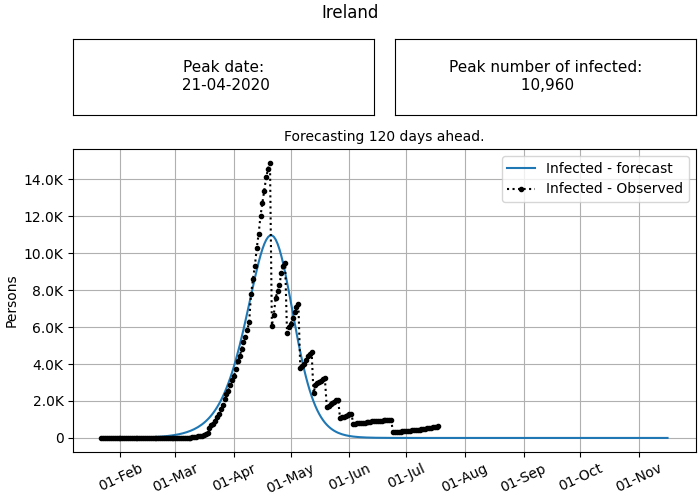 Ireland
Peak date:
21-04-2020
Peak number of infected:
10,960
Forecasting 120 days ahead.
Infected - forecast
Infected - Observed
14.0K
12.0K
10.0K
8.0K
6.0K
4.0K
2.0K
0
Persons
01-Feb
01-Mar
01-Apr
01-May
01-Jun
01-Jul
01-Aug
01-Sep
01-Oct
01-Nov